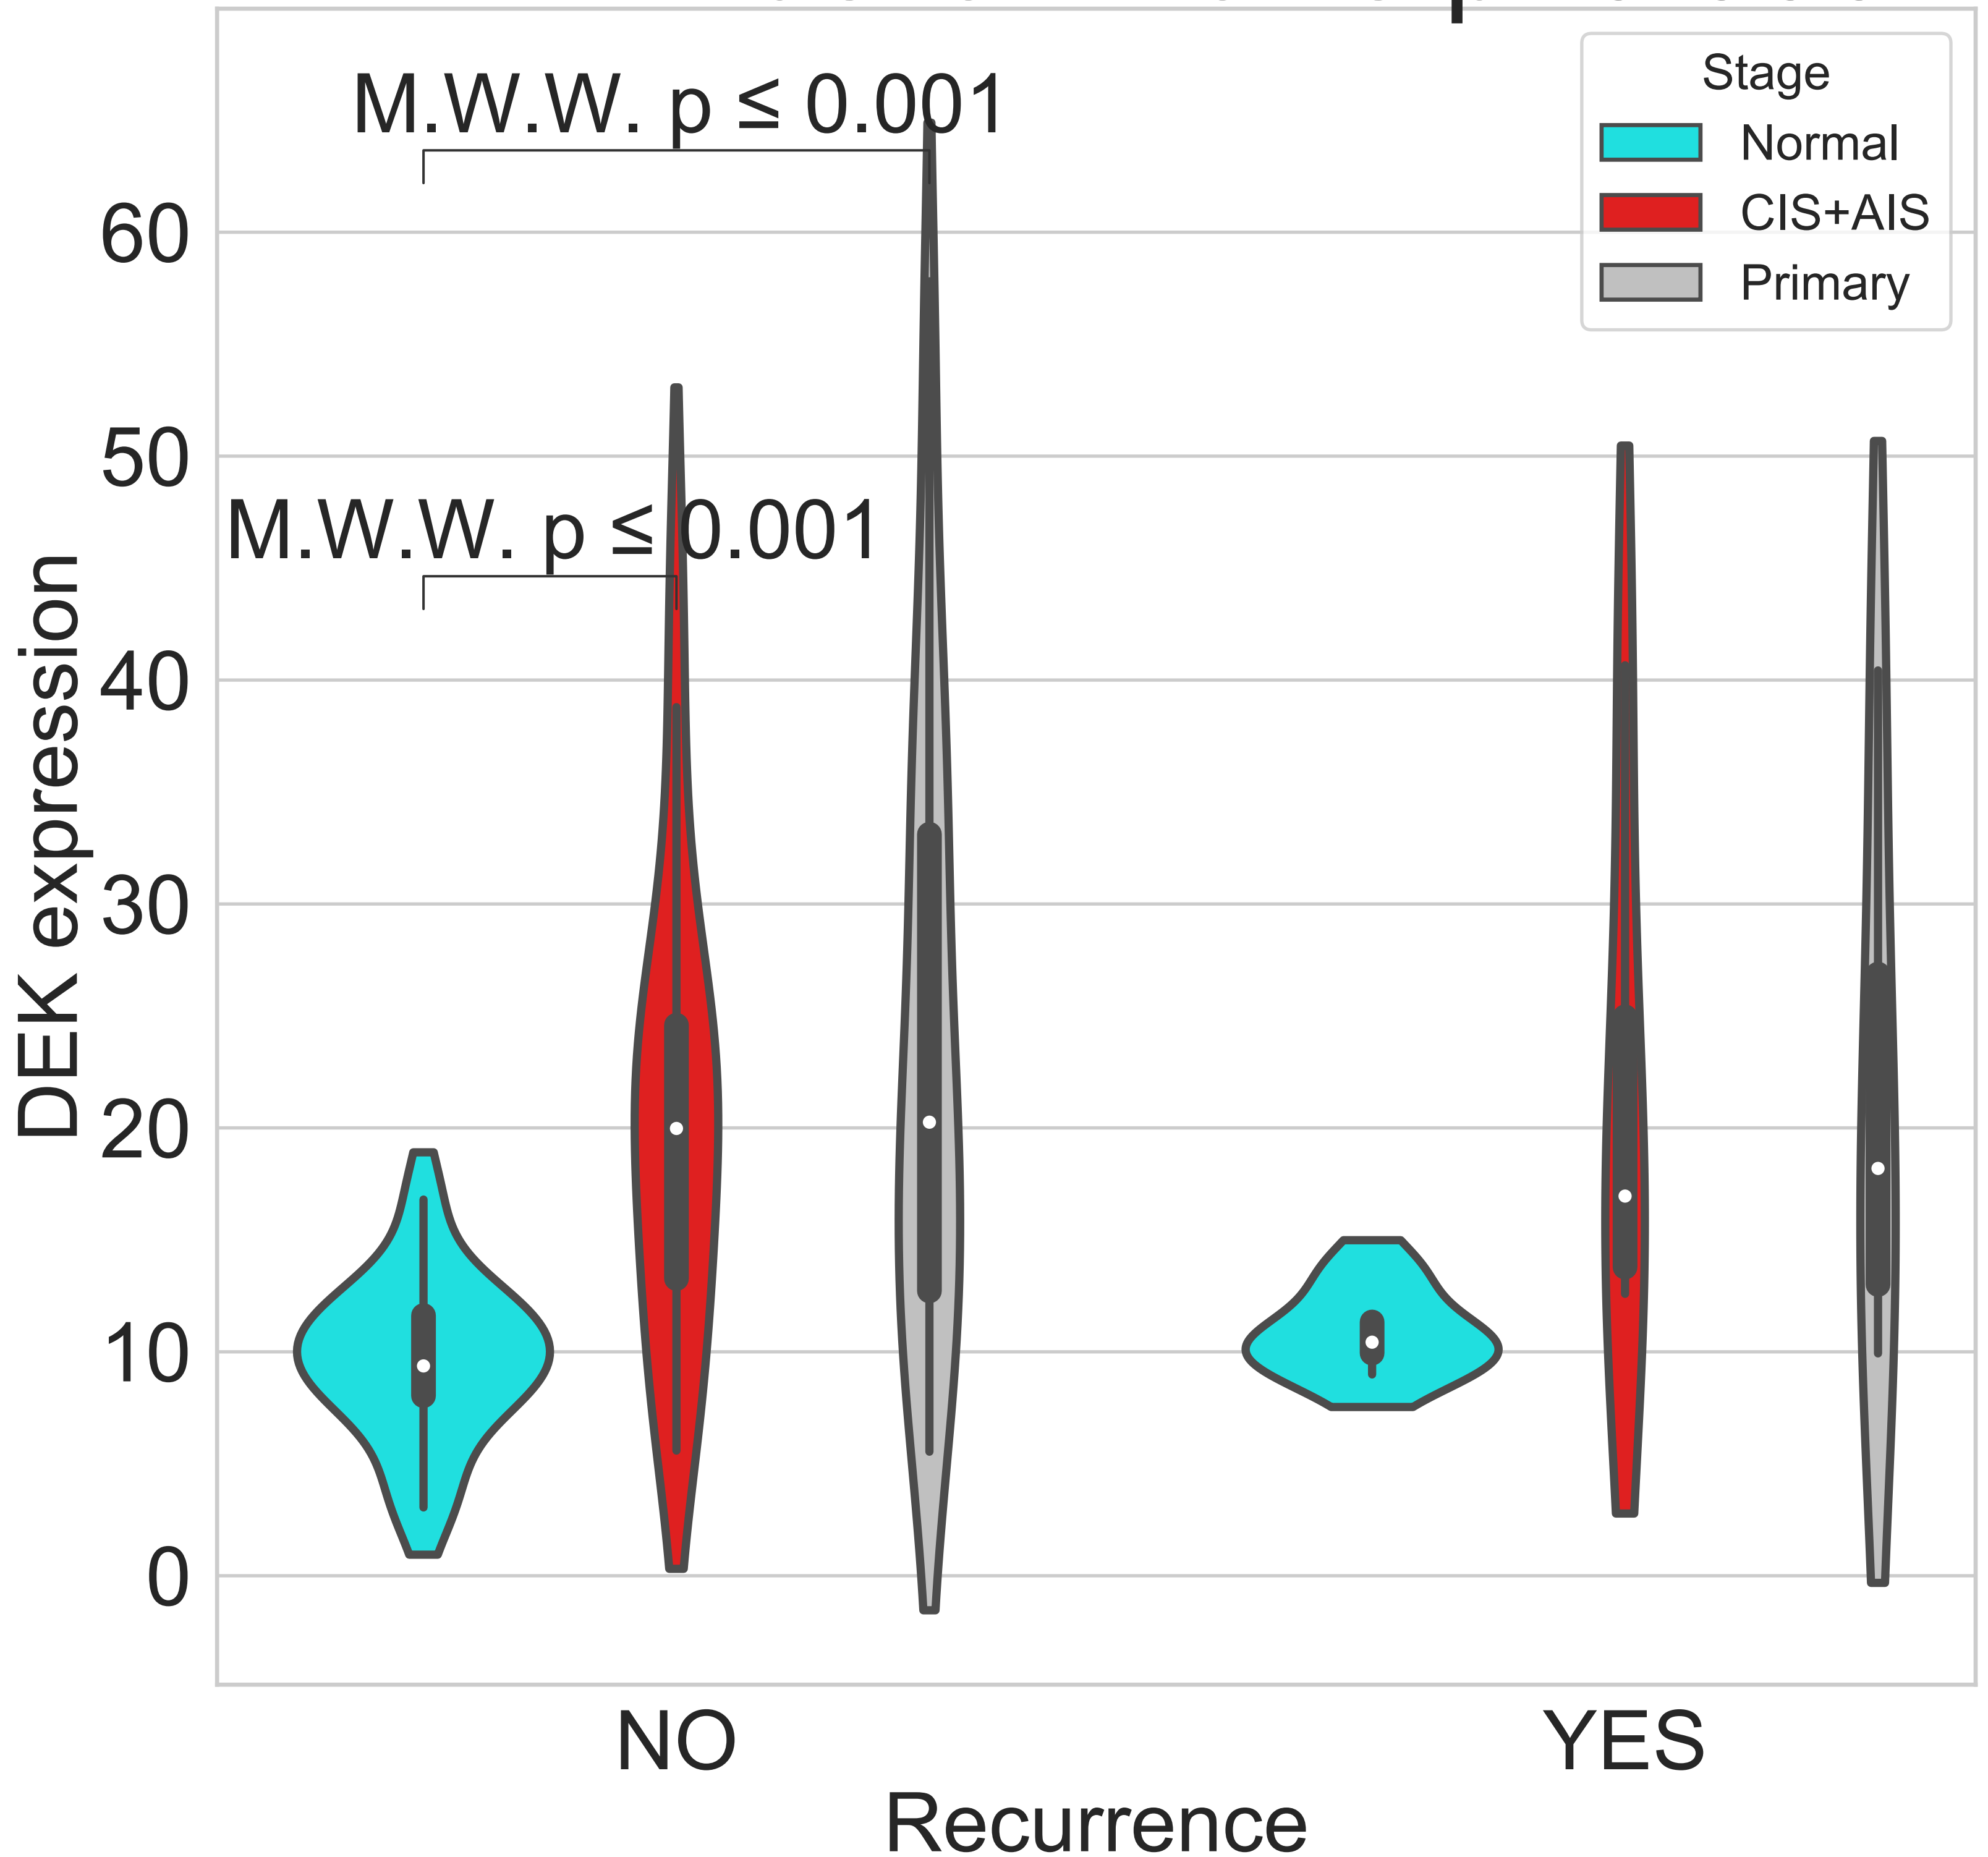 M.W.W. p ≤ 0.001
M.W.W. p ≤ 0.001
Stage
Normal
CIS+AIS
Primary
60
50
40
30
20
10
0
DEK expression
NO
YES
Recurrence